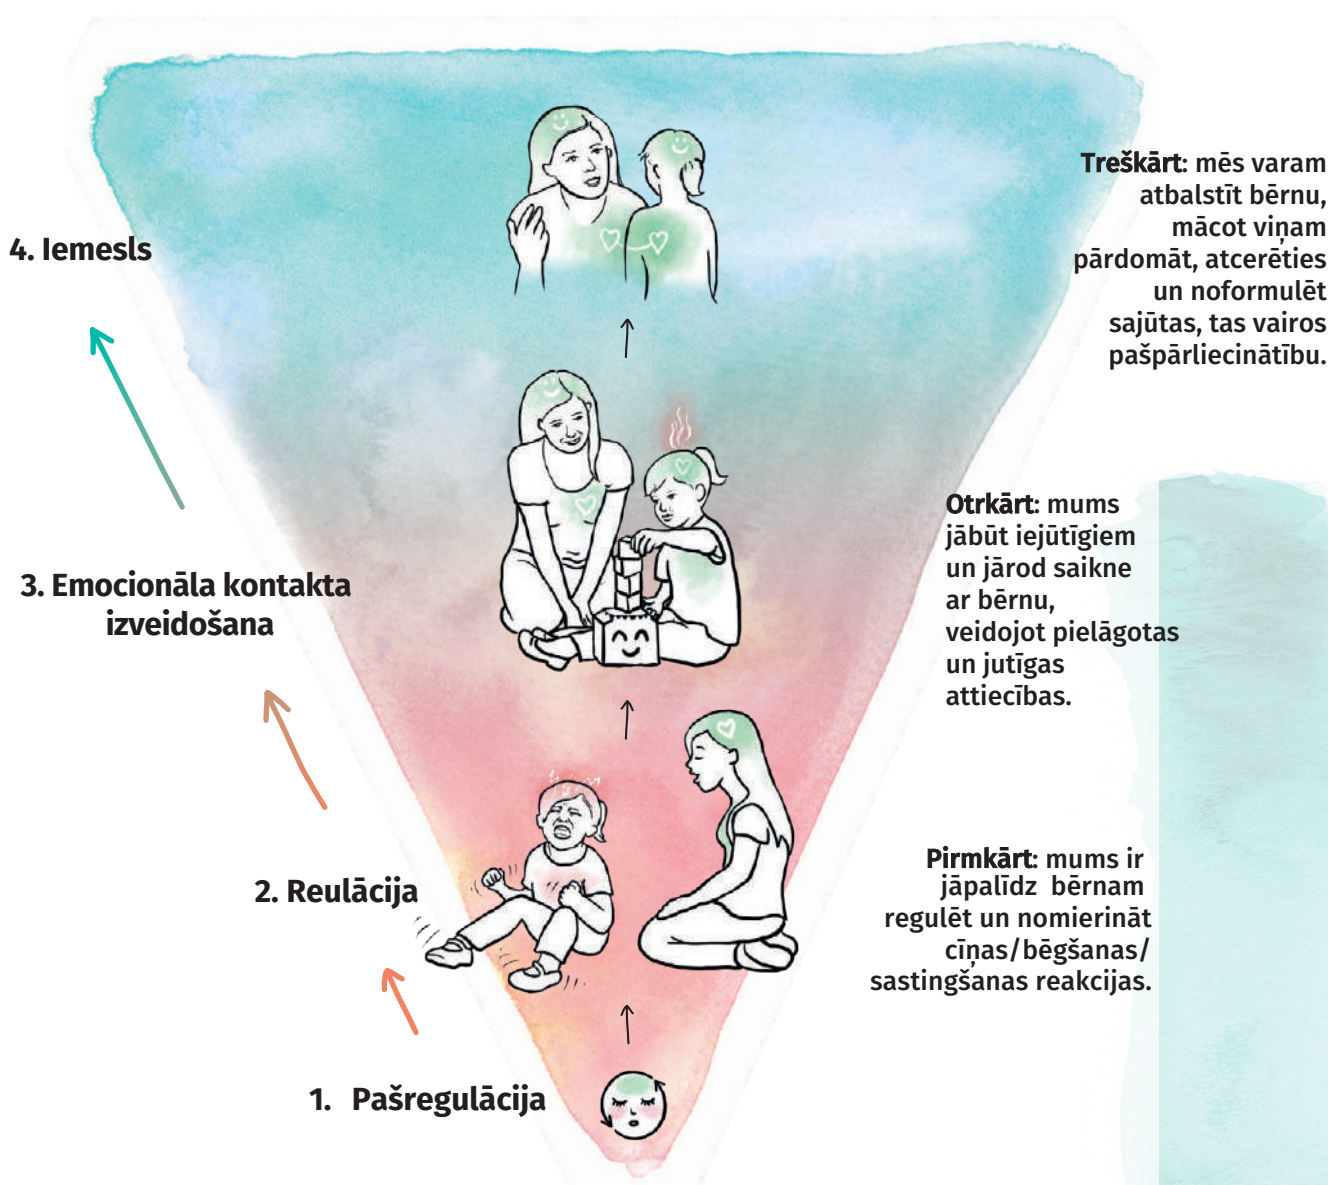 Treškārt: mēs varam
atbalstīt bērnu,
mācot viņam
pārdomāt, atcerēties
un noformulēt
sajūtas, tas vairos
pašpārliecinātību.
4. Iemesls
Otrkārt: mums
jābūt iejūtīgiem
un jārod saikne
ar bērnu,
veidojot pielāgotas
un jutīgas
attiecības.
3. Emocionāla kontakta
izveidošana
Pirmkārt: mums ir
jāpalīdz bērnam
regulēt un nomierināt
cīņas/bēgšanas/
sastingšanas reakcijas.
2. Reulācija
1. Pašregulācija